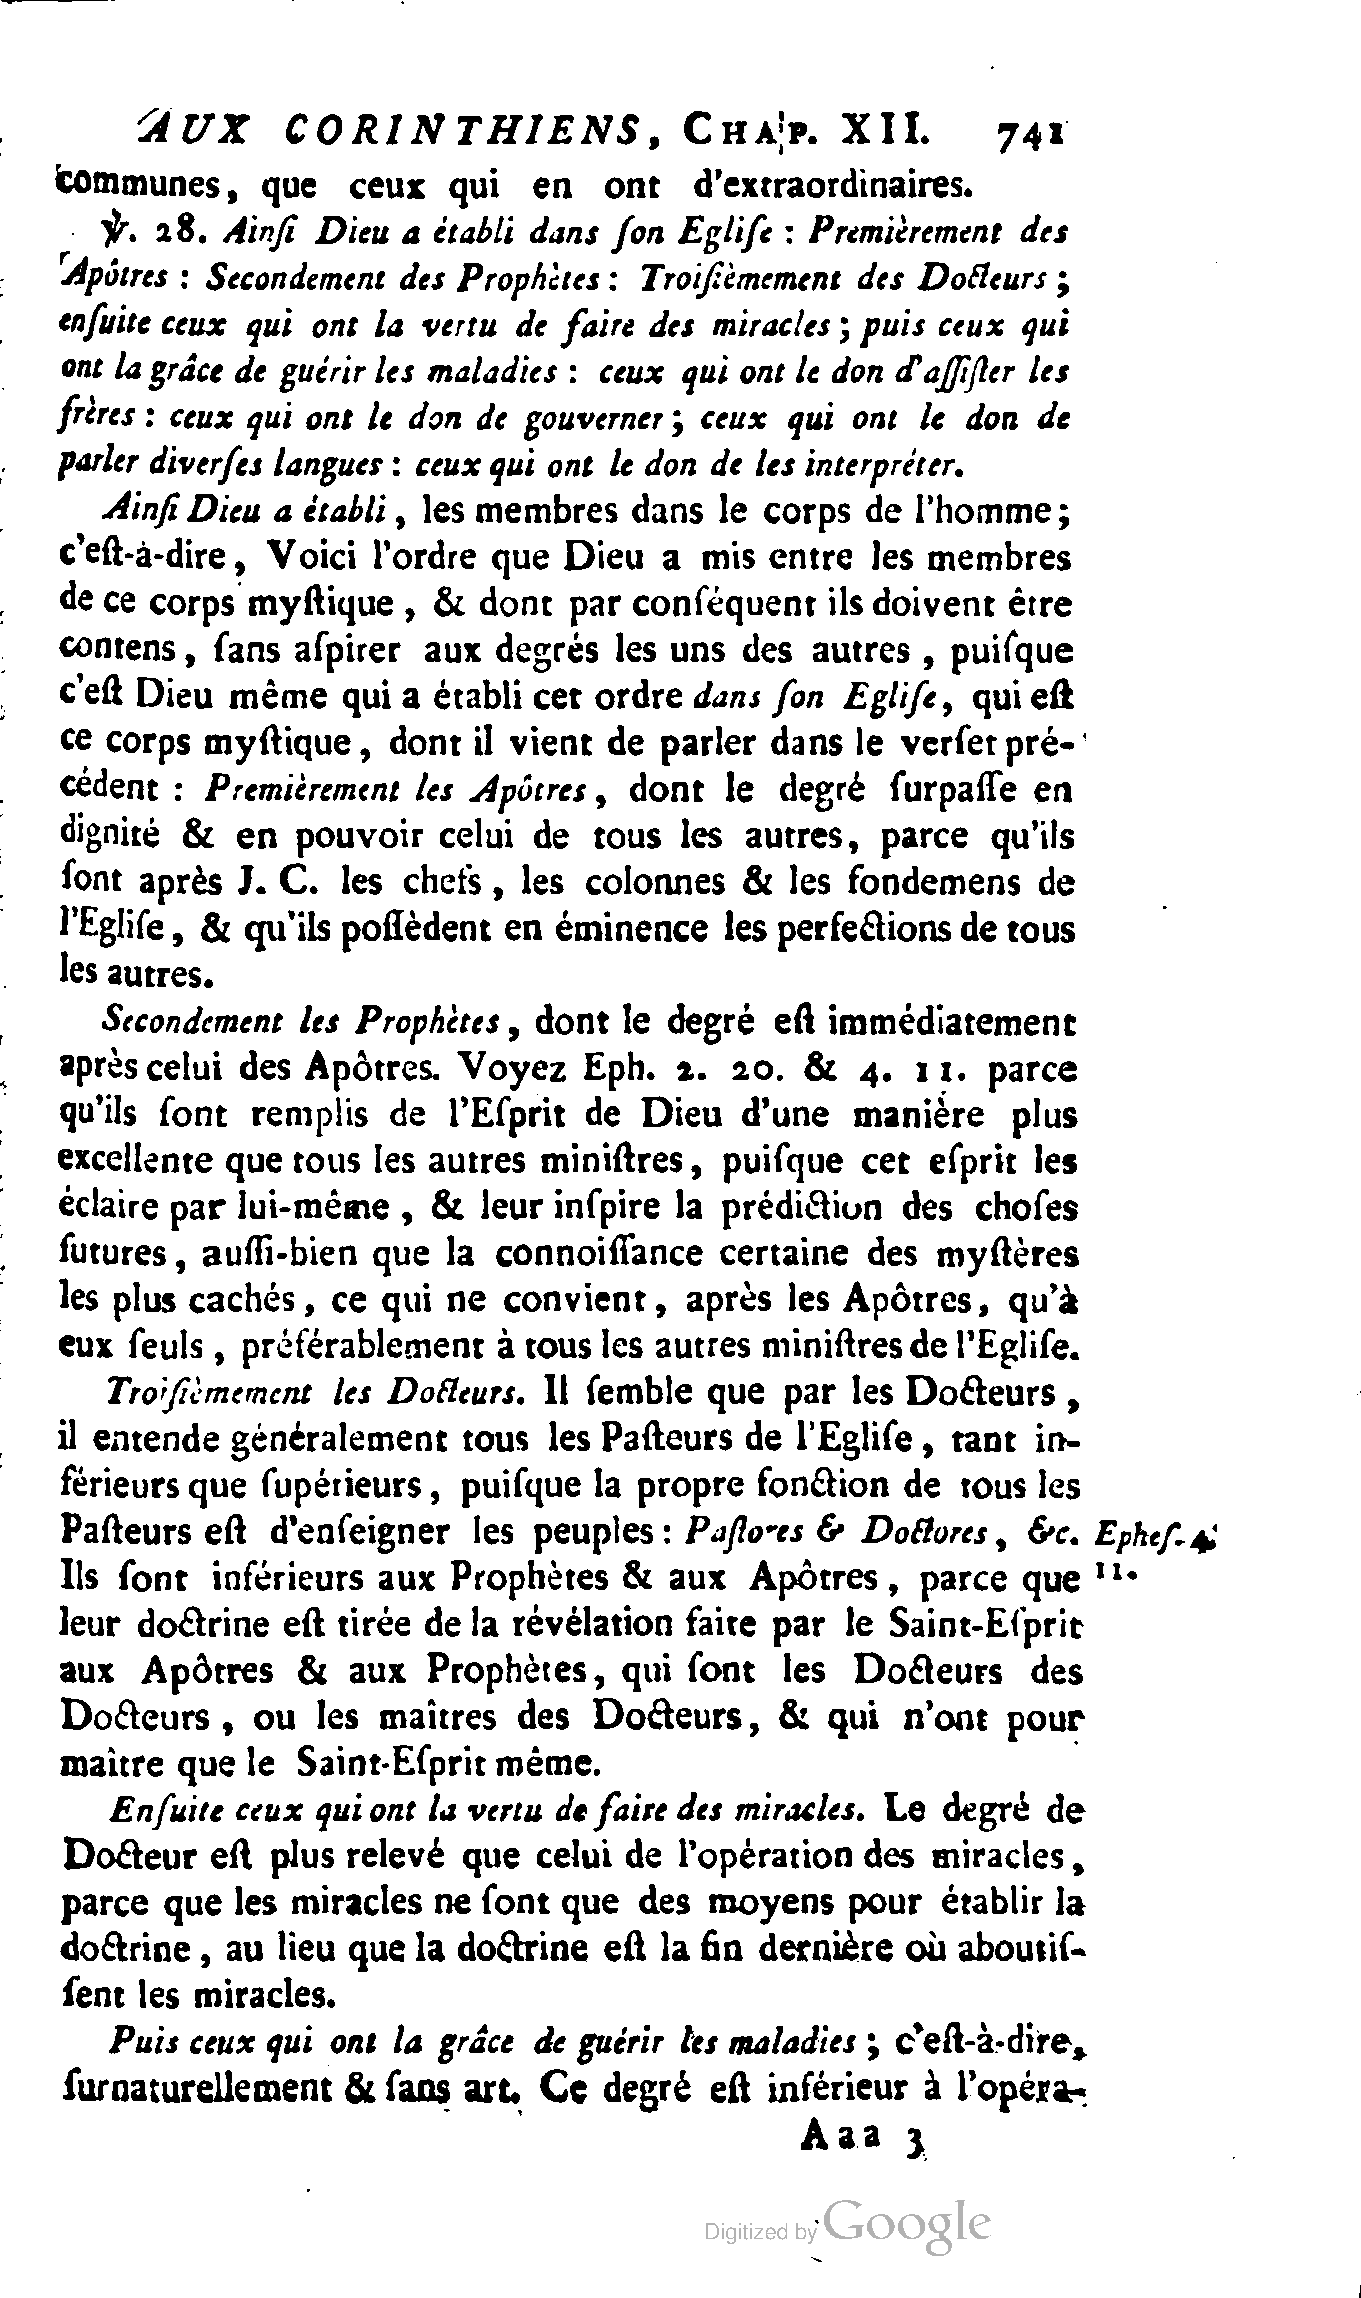 AUX CORINTHIENS, CHAP. XII. 741
communes, que ceux qui en ont d'extraordinaires.
℣. 28. Ainſi Dieu a établi dans ſon Egliſe : Premièrement des
Apôtres : Secondement des Prophètes : Troiſièmement des Docteurs ;
enſuite ceux qui ont la vertu de faire des miracles ; puis ceux qui
ont la grâce de guérir les maladies : ceux qui ont le don d'aſſiſter les
frères : ceux qui ont le don de gouverner ; ceux qui ont le don de
parler diverſes langues : ceux qui ont le don de les interpréter.
Ainſi Dieu a établi, les membres dans le corps de l'homme;
c'eſt-à-dire, Voici l'ordre que Dieu a mis entre les membres
de ce corps myſtique, & dont par conſéquent ils doivent être
contens, ſans aſpirer aux degrés les uns des autres, puiſque
c'eſt Dieu même qui a établi cet ordre dans ſon Egliſe, qui eſt
ce corps myſtique, dont il vient de parler dans le verſet pré-
cédent : Premièrement les Apôtres, dont le degré ſurpaſſe en
dignité & en pouvoir celui de tous les autres, parce qu'ils
ſont après J. C. les chefs, les colonnes & les fondemens de
l'Egliſe, & qu'ils poſſèdent en éminence les perfections de tous
les autres.
Secondement les Prophètes, dont le degré eſt immédiatement
après celui des Apôtres. Voyez Eph. 2. 20. & 4. 11. parce
qu'ils ſont remplis de l'Eſprit de Dieu d'une manière plus
excellente que tous les autres miniſtres, puiſque cet eſprit les
éclaire par lui-même, & leur inſpire la prédiction des choſes
futures, auſſi-bien que la connoiſſance certaine des myſtères
les plus cachés, ce qui ne convient, après les Apôtres, qu'à
eux ſeuls, préférablement à tous les autres miniſtres de l'Egliſe.
Troiſièmement les Docteurs. Il ſemble que par les Docteurs,
il entende généralement tous les Paſteurs de l'Egliſe, tant in-
férieurs que ſupérieurs, puiſque la propre fonction de tous les
Paſteurs eſt d'enſeigner les peuples : Paſtores & Doctores, &c. Epheſ. 4.
Ils ſont inférieurs aux Prophètes & aux Apôtres, parce que 11.
leur doctrine eſt tirée de la révélation faite par le Saint-Eſprit
aux Apôtres & aux Prophètes, qui ſont les Docteurs des
Docteurs, ou les maîtres des Docteurs, & qui n'ont pour
maître que le Saint-Eſprit même.
Enſuite ceux qui ont la vertu de faire des miracles. Le degré de
Docteur eſt plus relevé que celui de l'opération des miracles,
parce que les miracles ne ſont que des moyens pour établir la
doctrine, au lieu que la doctrine eſt la fin dernière où aboutiſ-
ſent les miracles.
Puis ceux qui ont la grâce de guérir les maladies ; c'eſt-à-dire,
ſurnaturellement & ſans art. Ce degré eſt inférieur à l'opéra-
Aaa 3
Digitized by Google